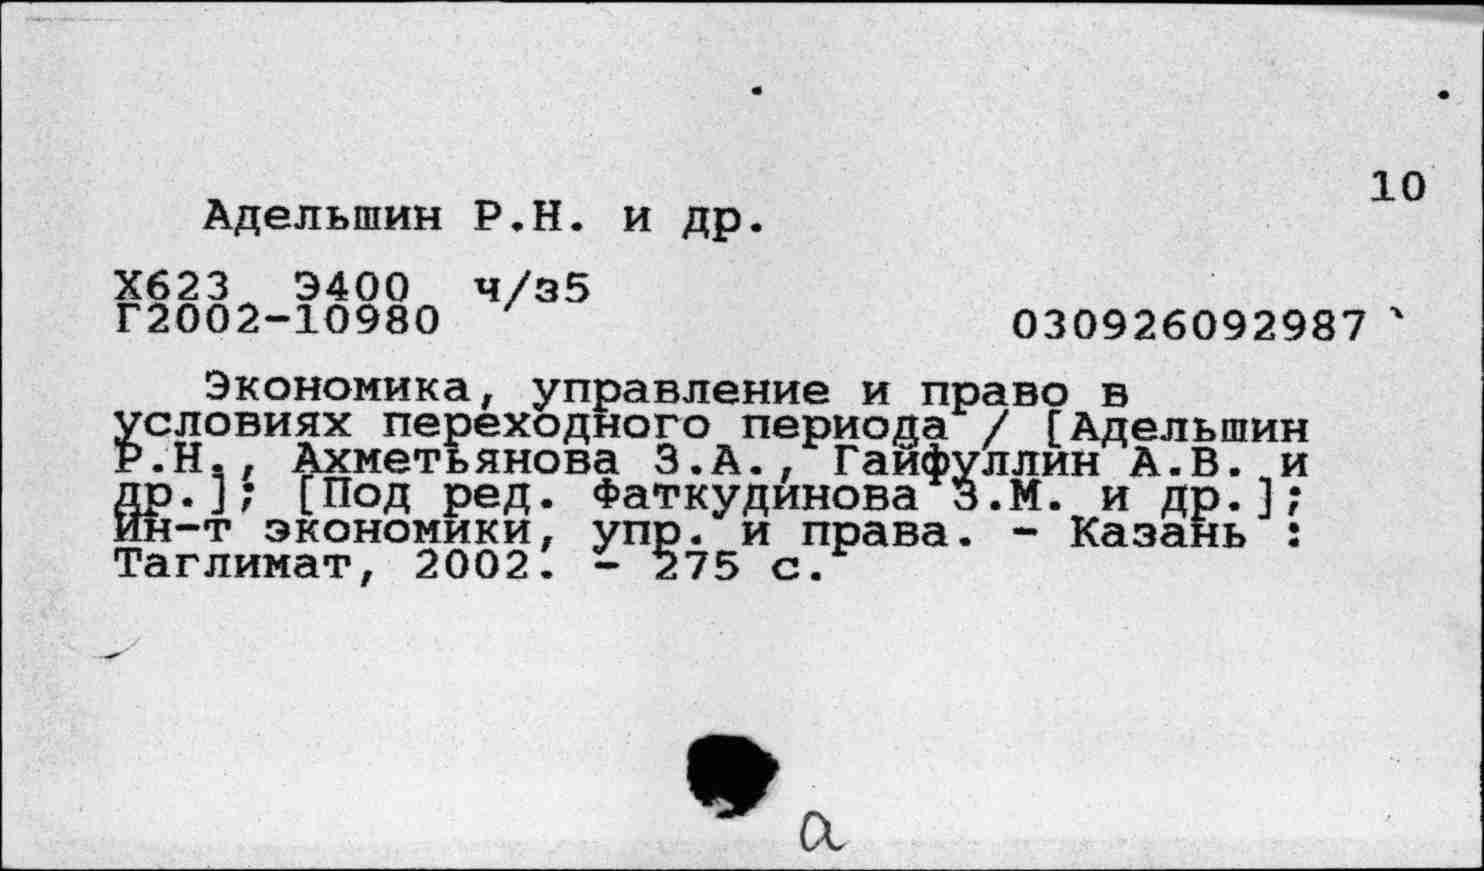 10
Адельшин Р.Н. и др.
Х623 Э400 ч/з5
Г2002-10980 030926092987
Экономика, управление и право в
условиях переходного периода / [Адельшин
Р.Н., Ахметьянова З.А., Гайфуллин А.В. и
др.]; [Под ред. Фаткудинова З.М. и др.];
Ин-т экономики, упр. и права. - Казань :
Таглимат, 2002. - 275 с.
a